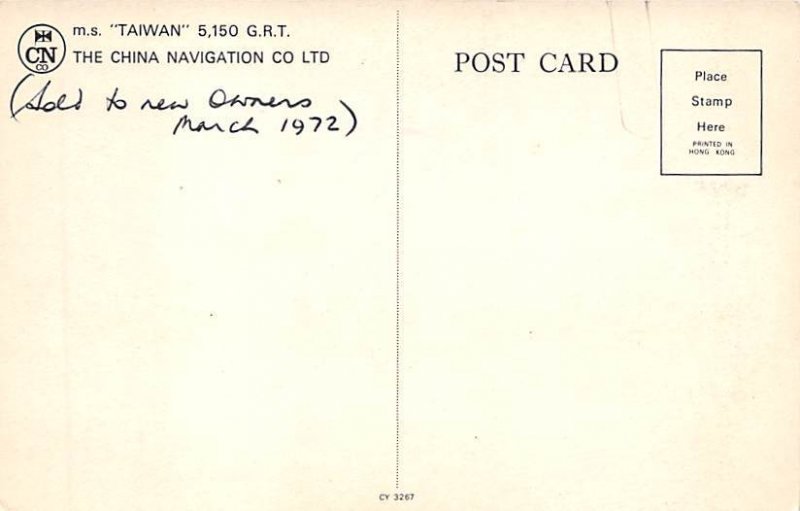 CN
CO
m.s. "TAIWAN" 5,150 G.R.T.
THE CHINA NAVIGATION CO LTD
(Sold to new Owners
March 1972)
POST CARD
Place
Stamp
Here
PRINTED IN
HONG KONG
CY 3267